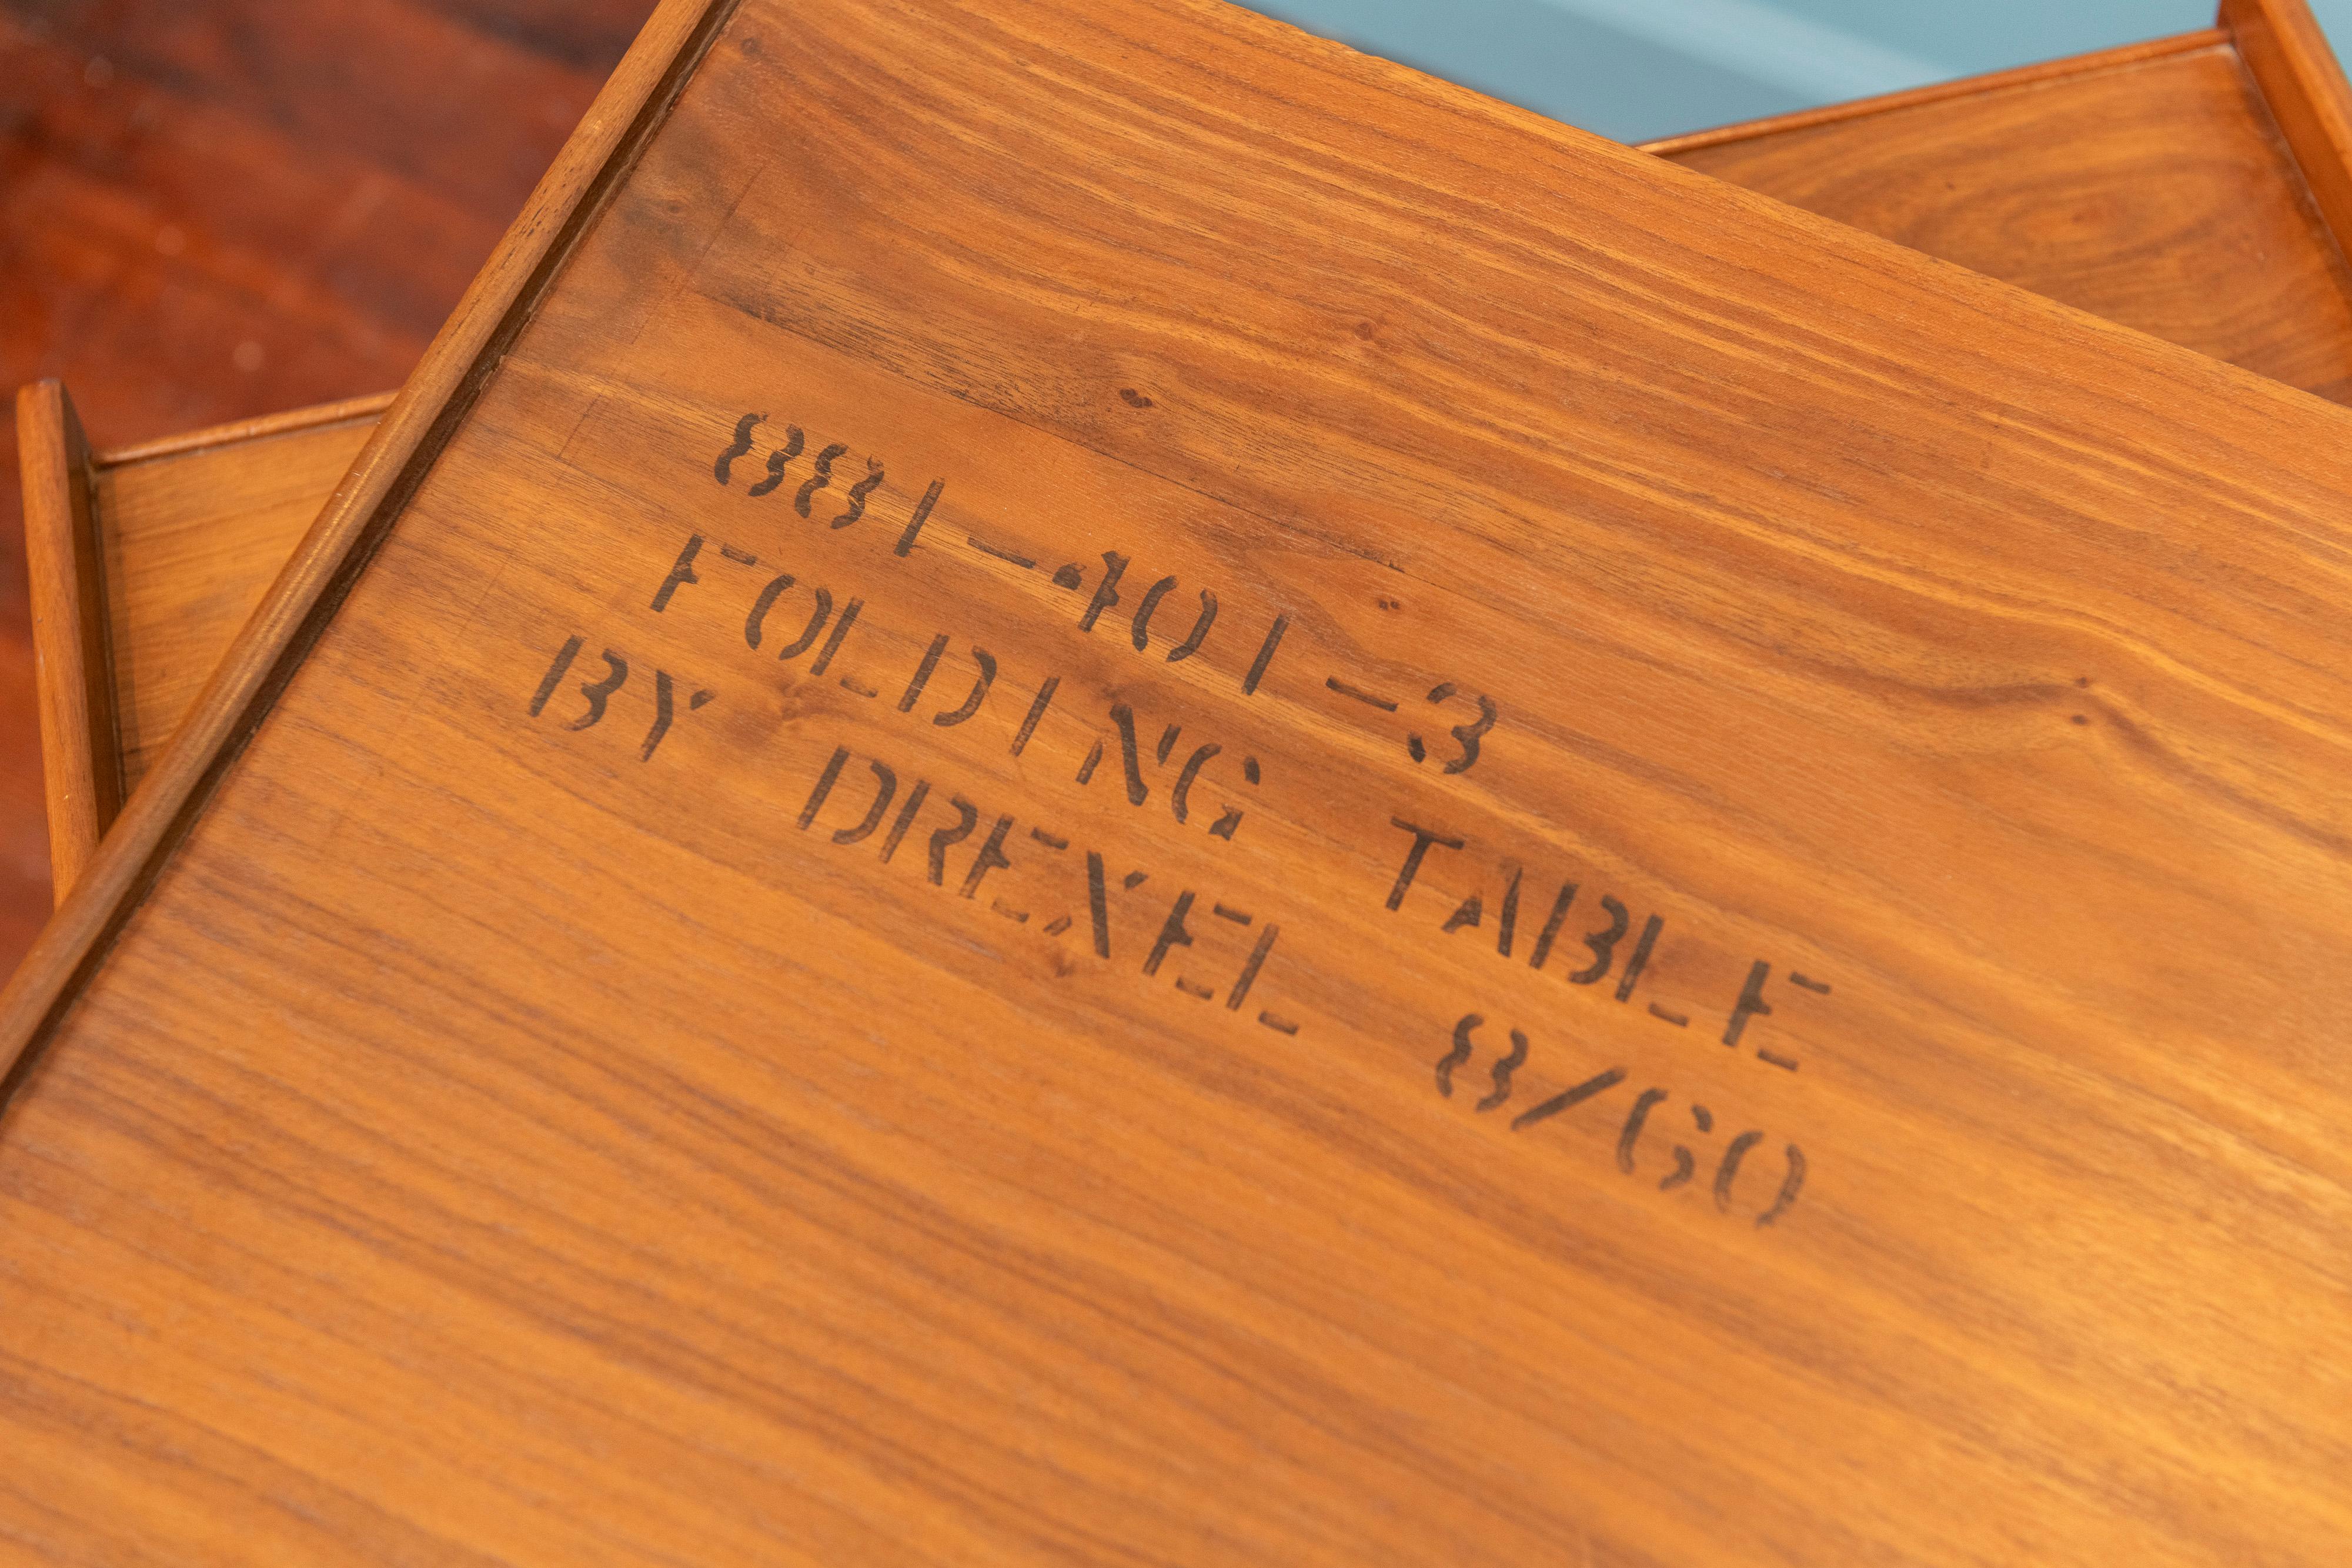 881-401-3
FOLDING TABLE
BY DREXEL 8/60